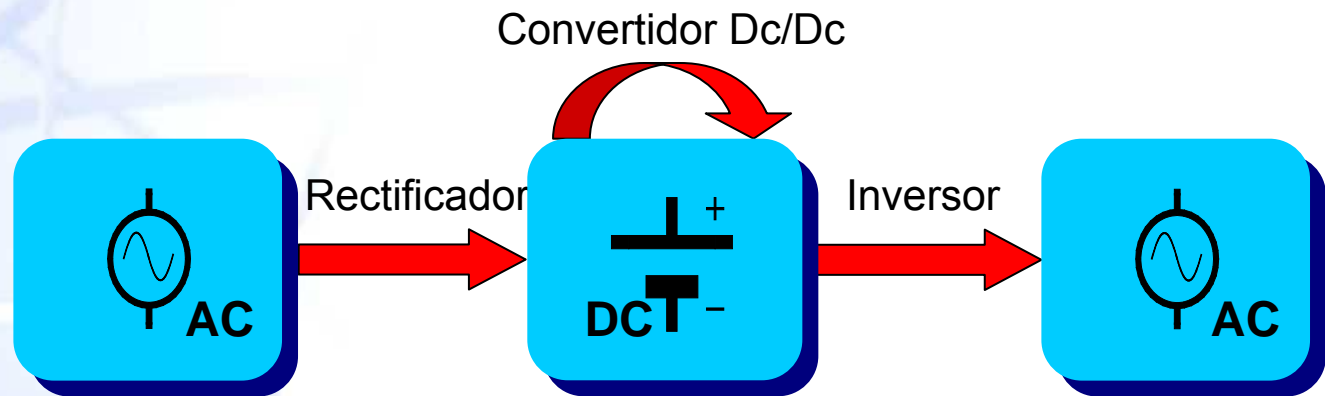 Convertidor Dc/Dc
Rectificador
Inversor
+
AC
DC
−
AC